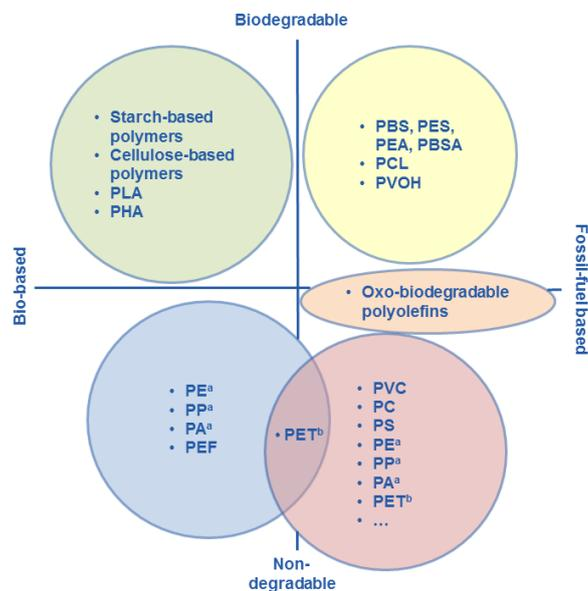 Biodegradable
• Starch-based
polymers
• Cellulose-based
polymers
• PLA
• PHA
• PBS, PES,
PEA, PBSA
• PCL
• PVOH
Bio-based
Fossil-fuel based
• Oxo-biodegradable
polyolefins
• PEᵃ
• PPᵃ
• PAᵃ
• PEF
• PETᵇ
• PVC
• PC
• PS
• PEᵃ
• PPᵃ
• PAᵃ
• PETᵇ
• ...
Non-
degradable